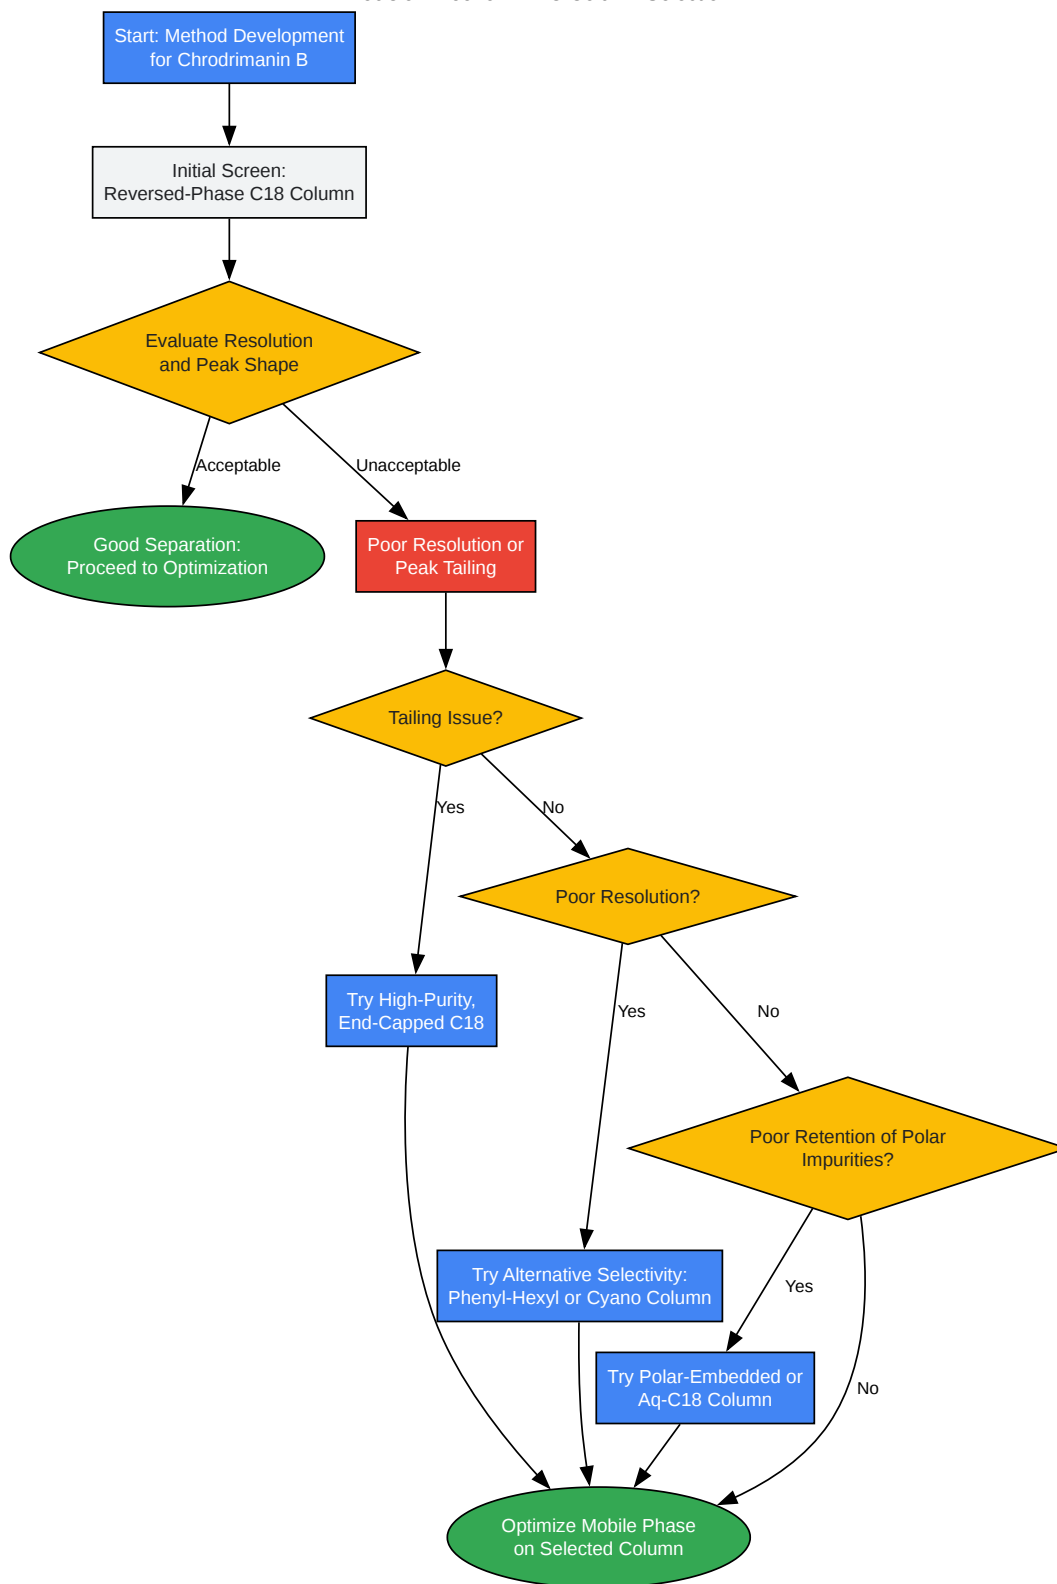 Start: Method Development
for Chrodrimanin B
Initial Screen:
Reversed-Phase C18 Column
Evaluate Resolution
and Peak Shape
Acceptable
Unacceptable
Good Separation:
Proceed to Optimization
Poor Resolution or
Peak Tailing
Tailing Issue?
Yes
No
Poor Resolution?
Try High-Purity,
End-Capped C18
Yes
No
Poor Retention of Polar
Impurities?
Try Alternative Selectivity:
Phenyl-Hexyl or Cyano Column
Yes
Try Polar-Embedded or
Aq-C18 Column
No
Optimize Mobile Phase
on Selected Column